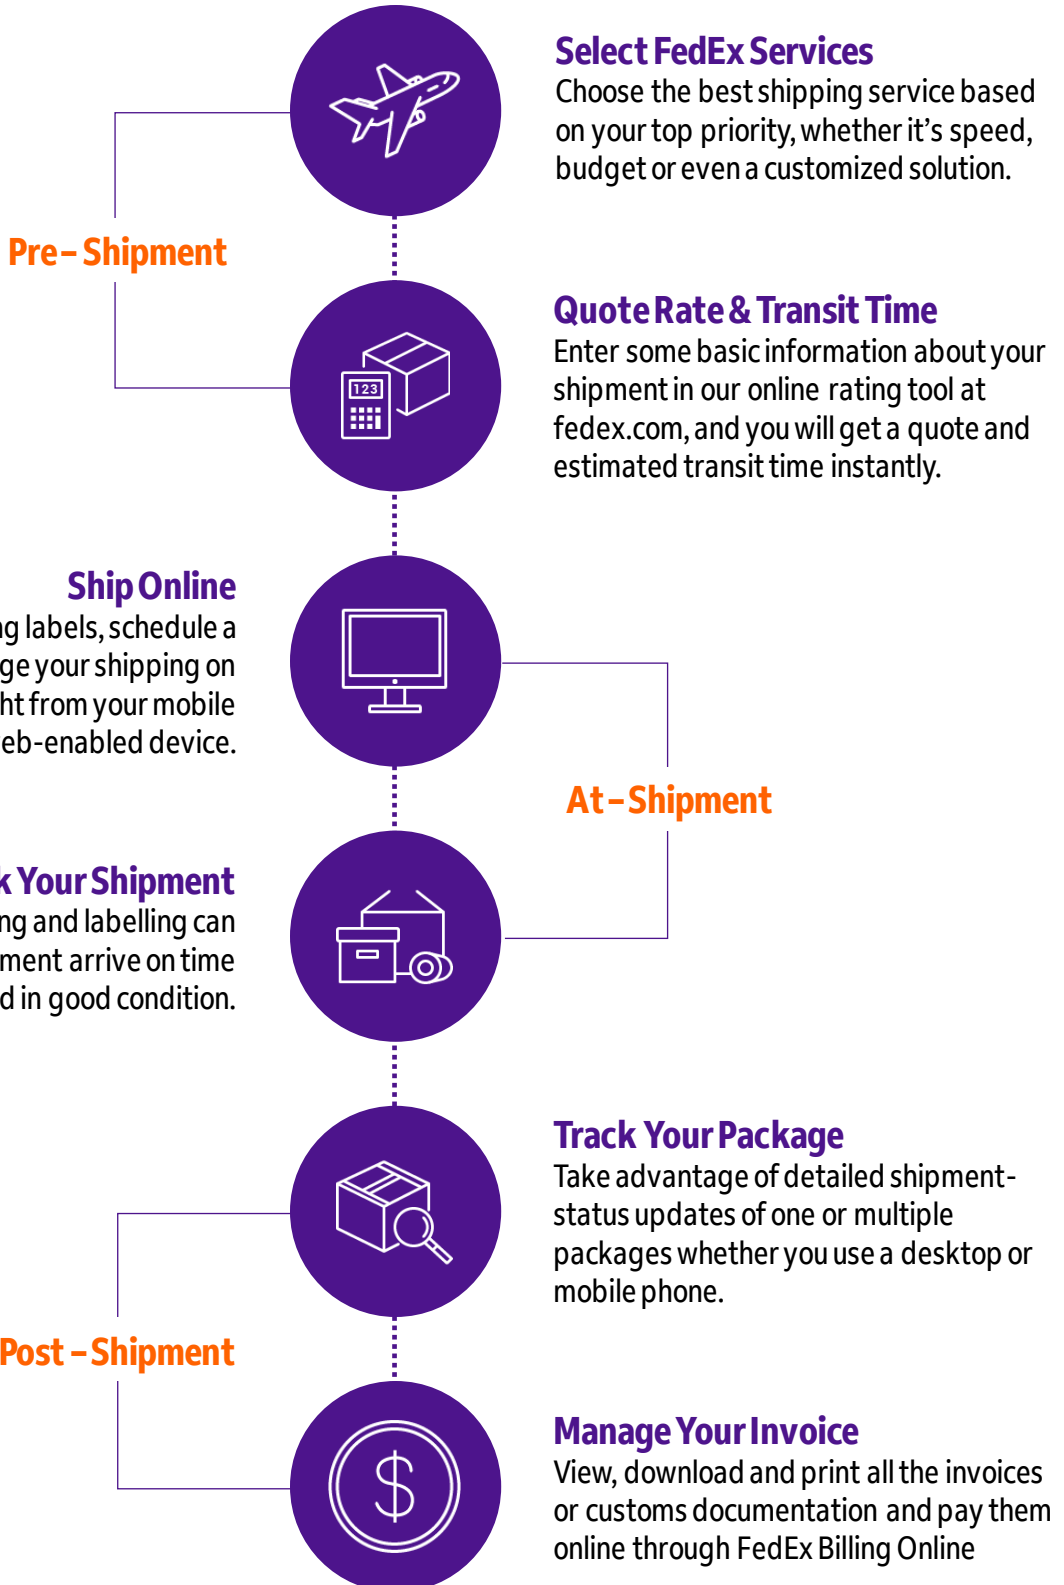 Select FedEx Services
Choose the best shipping service based
on your top priority, whether it’s speed,
budget or even a customized solution.
Pre – Shipment
Quote Rate & Transit Time
Enter some basic information about your
shipment in our online rating tool at
fedex.com, and you will get a quote and
estimated transit time instantly.
123
Ship Online
labels, schedule a
your shipping on
from your mobile
device.
At – Shipment
Your Shipment
and labelling can
arrive on time
in good condition.
Track Your Package
Take advantage of detailed shipment-
status updates of one or multiple
packages whether you use a desktop or
mobile phone.
Post – Shipment
Manage Your Invoice
View, download and print all the invoices
or customs documentation and pay them
online through FedEx Billing Online
$